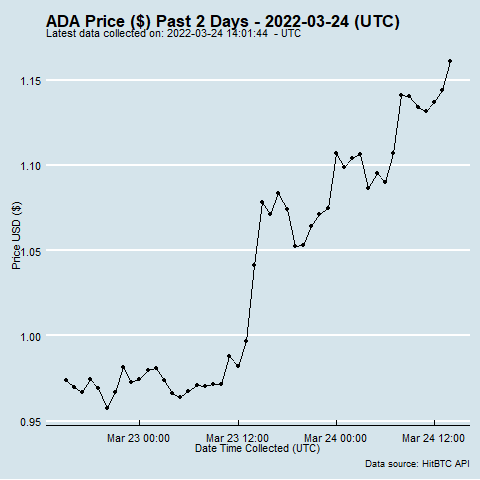 ADA Price ($) Past 2 Days - 2022-03-24 (UTC)
Latest data collected on: 2022-03-24 14:01:44 - UTC
1.15
1.10
1.05
1.00
0.95
Price USD ($)
Mar 23 00:00 Mar 23 12:00 Mar 24 00:00 Mar 24 12:00
Date Time Collected (UTC)
Data source: HitBTC API